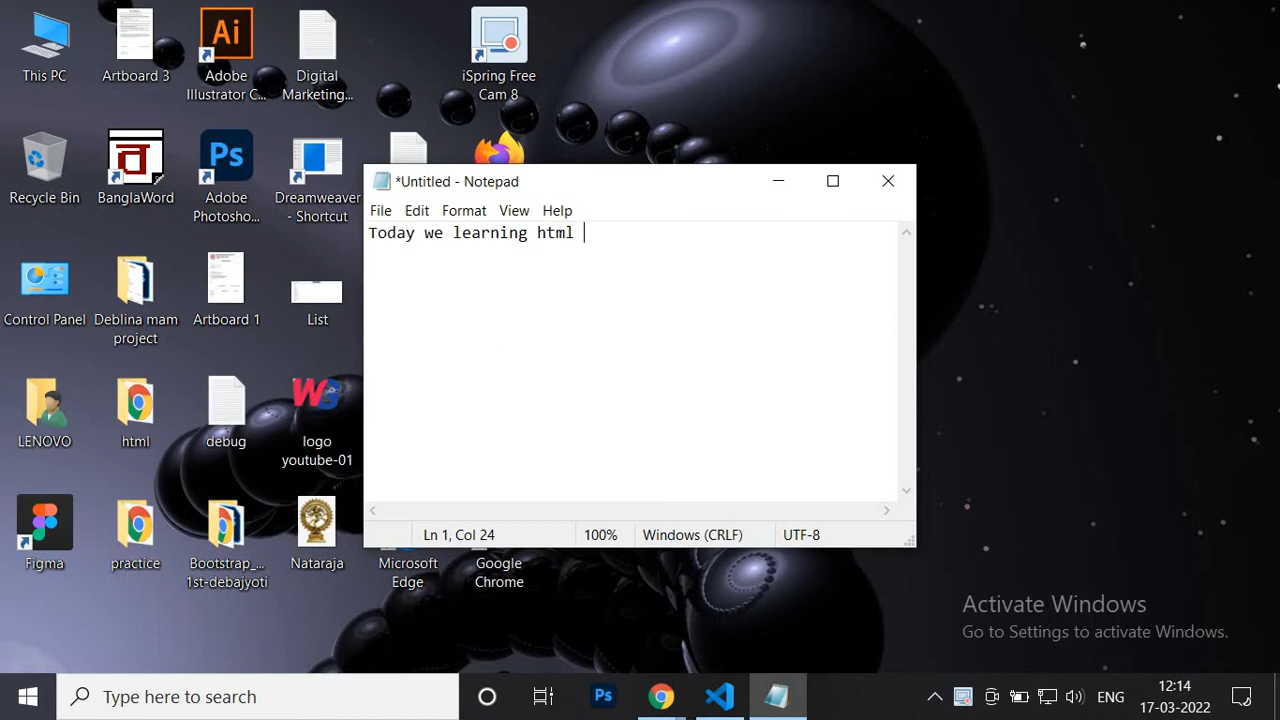 This PC
Artboard 3
Ai
Adobe
Illustrator C...
Digital
Marketing...
iSpring Free
Cam 8
Recycle Bin
BanglaWord
Ps
Adobe
Photosho...
Dreamweaver
- Shortcut
*Untitled - Notepad
File Edit Format View Help
Today we learning html
Control Panel
Deblina mam
project
Artboard 1
List
LENOVO
html
debug
WS
logo
youtube-01
Ln 1, Col 24 100% Windows (CRLF) UTF-8
Figma
practice
Bootstrap_...
1st-debajyoti
Nataraja
Microsoft
Edge
Google
Chrome
Activate Windows
Go to Settings to activate Windows.
Type here to search
Ps
ENG
12:14
17-03-2022